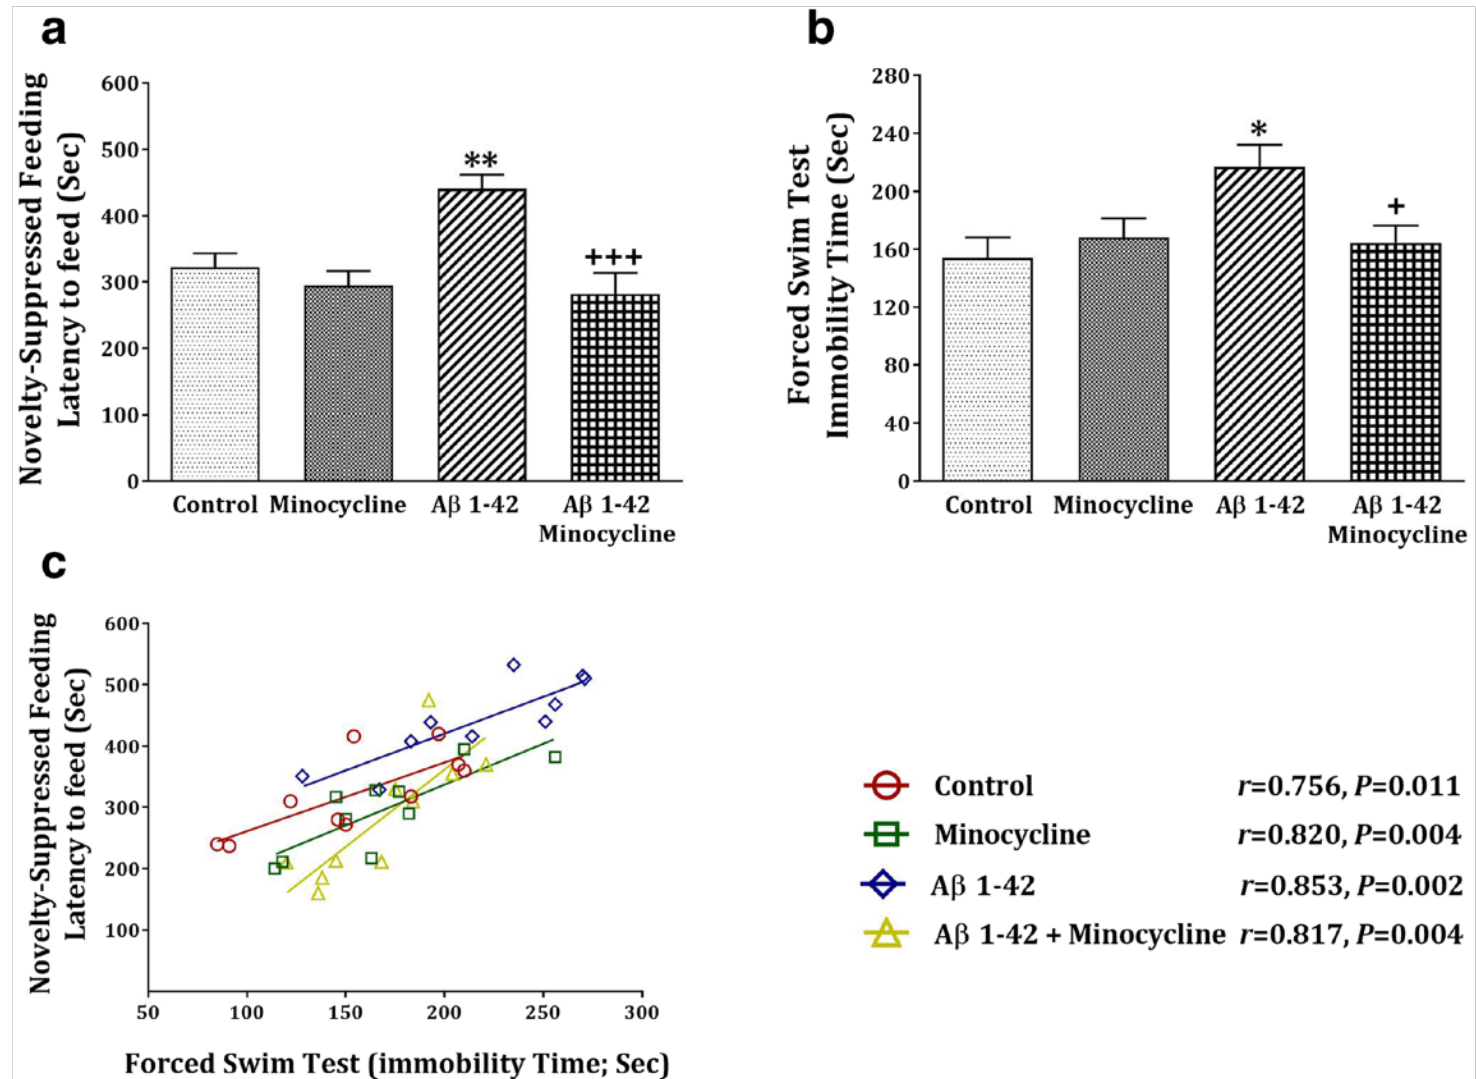 a
Novelty-Suppressed Feeding
Latency to feed (Sec)
600
500
400
300
200
100
0
**
+++
Control
Minocycline
Aβ 1-42
Aβ 1-42
Minocycline
b
Forced Swim Test
Immobility Time (Sec)
280
240
200
160
120
80
40
0
*
+
Control
Minocycline
Aβ 1-42
Aβ 1-42
Minocycline
c
Novelty-Suppressed Feeding
Latency to feed (Sec)
600
500
400
300
200
100
50
100
150
200
250
300
Forced Swim Test (immobility Time; Sec)
Control r=0.756, P=0.011
Minocycline r=0.820, P=0.004
Aβ 1-42 r=0.853, P=0.002
Aβ 1-42 + Minocycline r=0.817, P=0.004